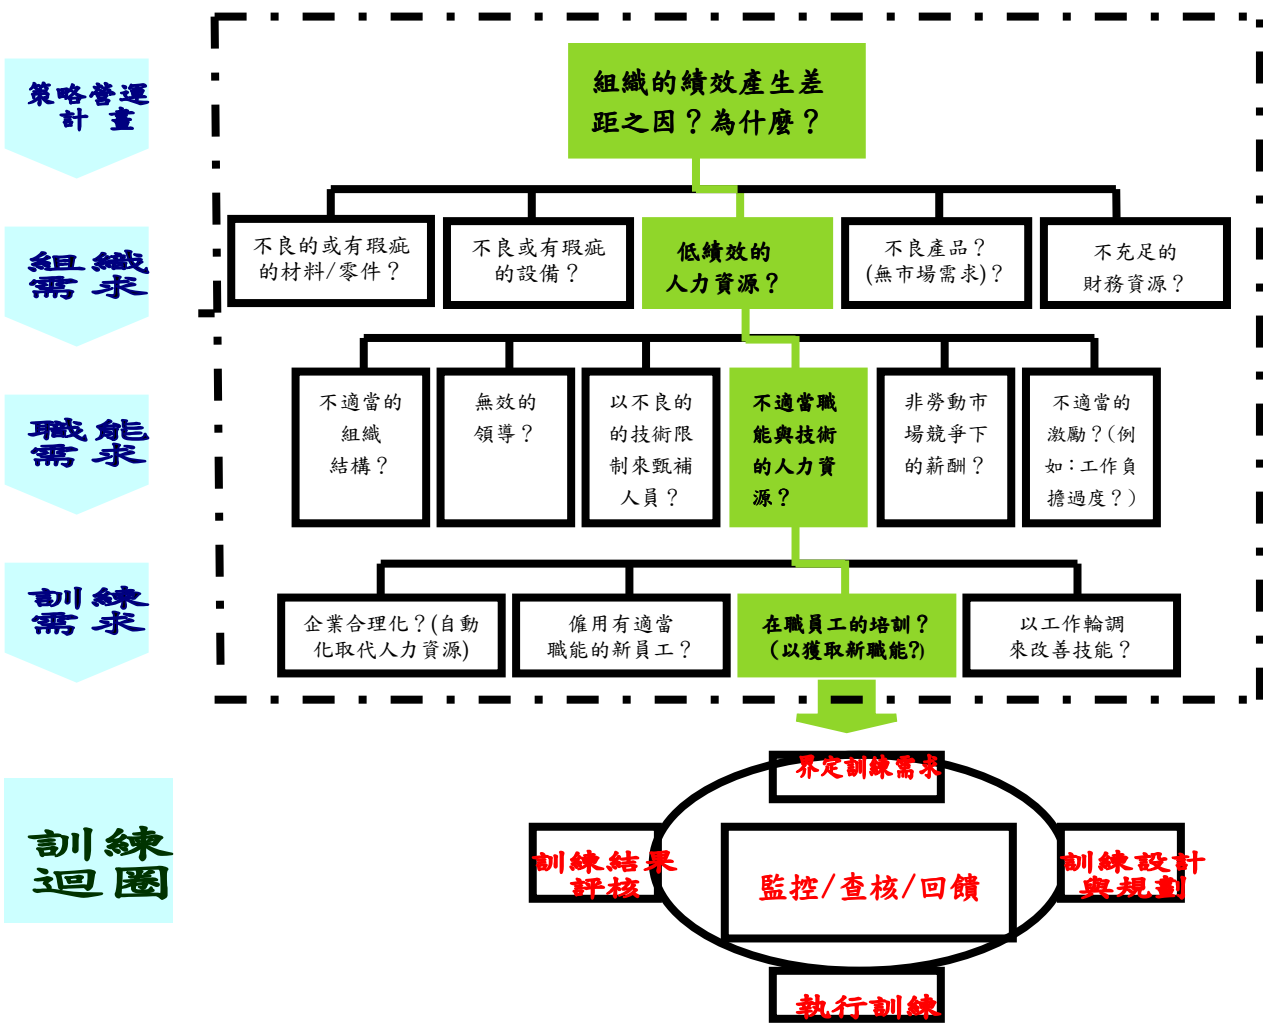 策略營運
計畫
組織的績效產生差
距之因？為什麼？
組織
需求
不良的或有瑕疵
的材料/零件？
不良或有瑕疵
的設備？
低績效的
人力資源？
不良產品？
(無市場需求)？
不充足的
財務資源？
職能
需求
不適當的
組織
結構？
無效的
領導？
以不良的
的技術限
制來甄補
人員？
不適當職
能與技術
的人力資
源？
非勞動市
場競爭下
的薪酬？
不適當的
激勵？(例
如：工作負
擔過度？)
訓練
需求
企業合理化？(自動
化取代人力資源)
僱用有適當
職能的新員工？
在職員工的培訓？
(以獲取新職能?)
以工作輪調
來改善技能？
訓練
迴圈
界定訓練需求
訓練結果
評核
監控/查核/回饋
訓練設計
與規劃
執行訓練